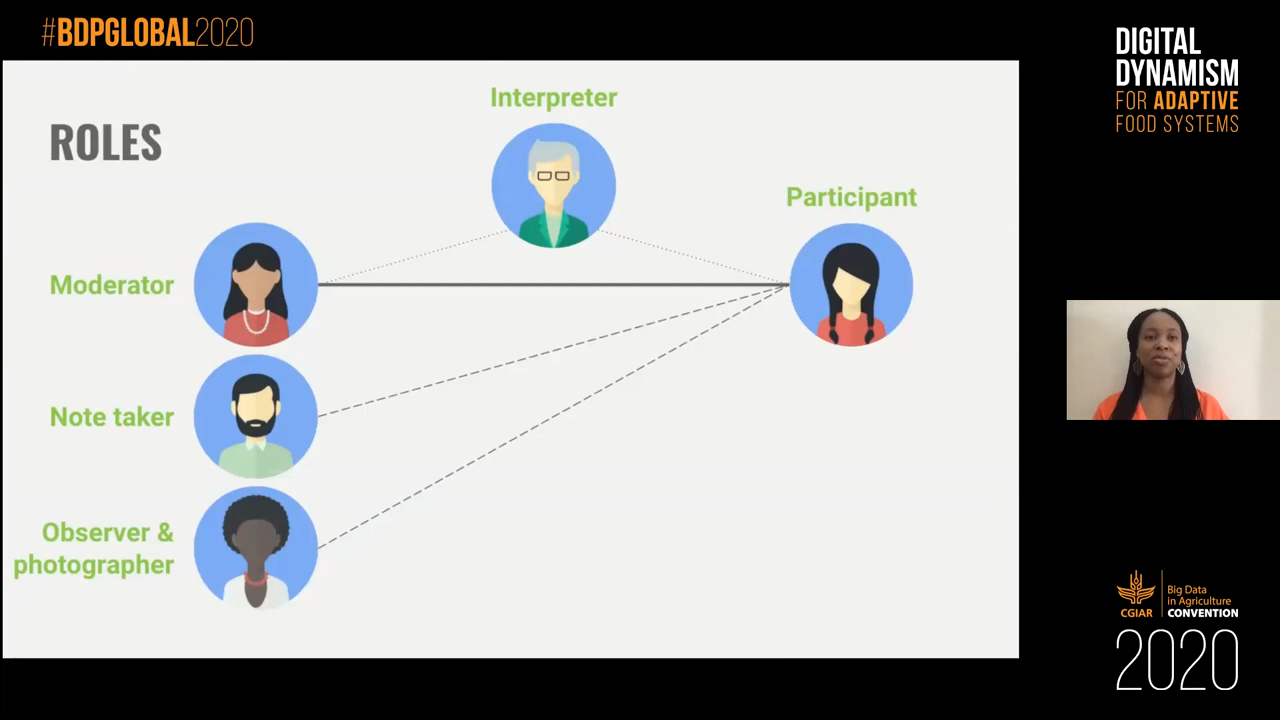 #BDPGLOBAL2020
DIGITAL
DYNAMISM
FOR ADAPTIVE
FOOD SYSTEMS
ROLES
Interpreter
Participant
Moderator
Note taker
Observer &
photographer
CGIAR
Big Data
in Agriculture
CONVENTION
2020